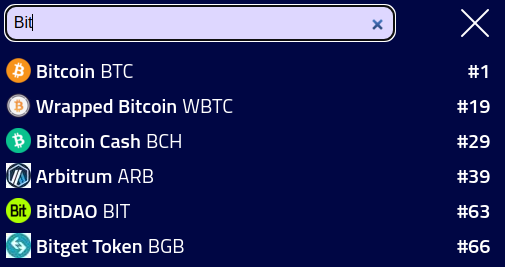 Bit
Bitcoin BTC #1
Wrapped Bitcoin WBTC #19
Bitcoin Cash BCH #29
Arbitrum ARB #39
Bit BitDAO BIT #63
Bitget Token BGB #66